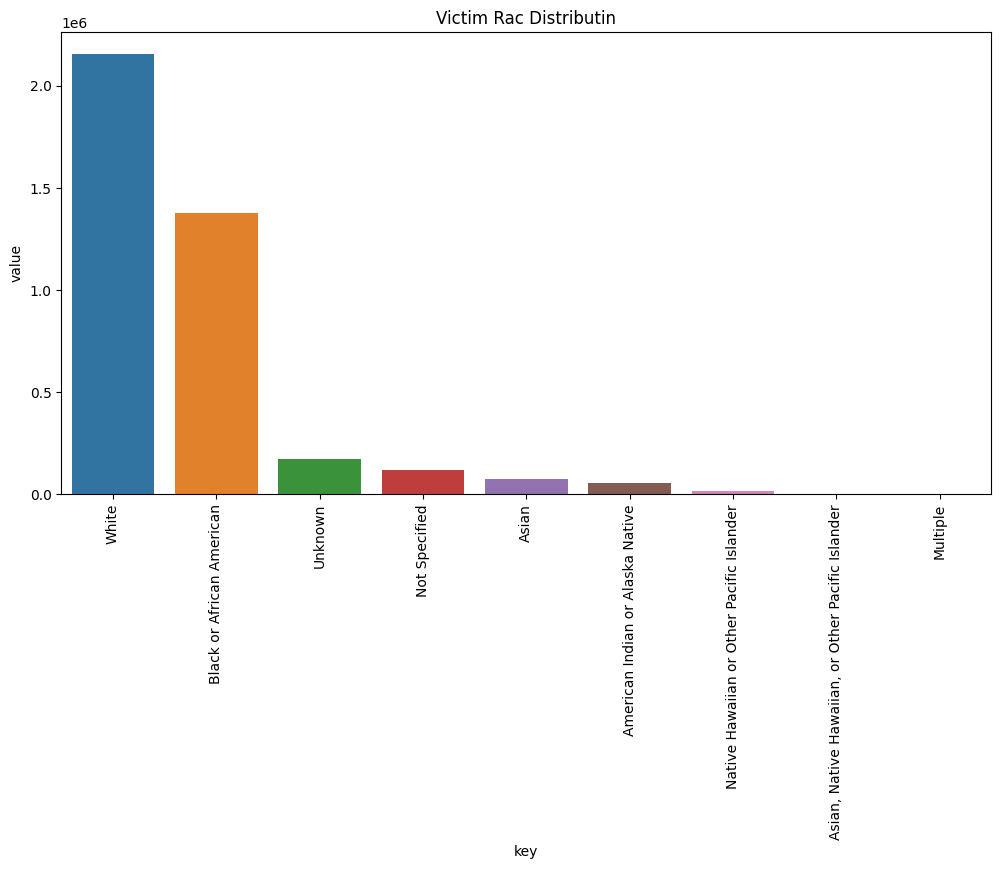 Victim Rac Distributin
1e6
2.0
1.5
1.0
0.5
0.0
value
White
Black or African American
Unknown
Not Specified
Asian
American Indian or Alaska Native
Native Hawaiian or Other Pacific Islander
Asian, Native Hawaiian, or Other Pacific Islander
Multiple
key